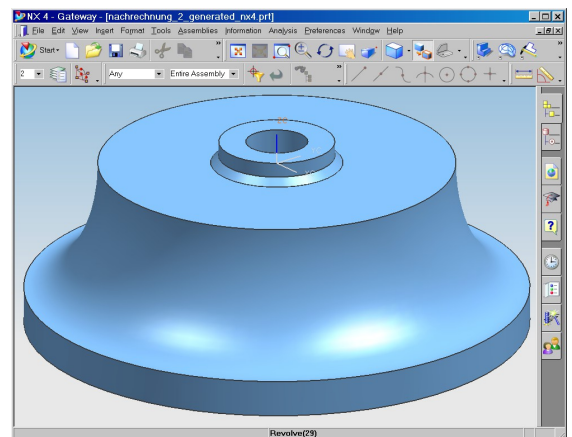 NX 4 - Gateway - [nachrechnung_2_generated_nx4.prt]
File Edit View Insert Format Tools Assemblies Information Analysis Preferences Window Help
Start
2 Any Entire Assembly
Revolve(29)